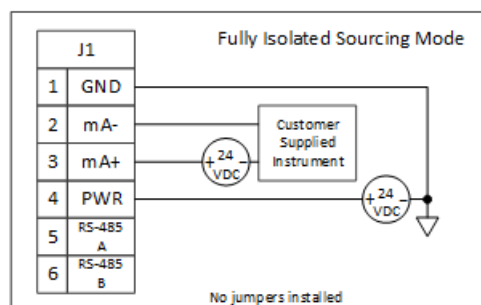 Fully Isolated Sourcing Mode
J1
1 GND
2 mA-
3 mA+
4 PWR
5 RS-485
A
6 RS-485
B
Customer
Supplied
Instrument
+ 24 -
VDC
+ 24 -
VDC
No jumpers installed